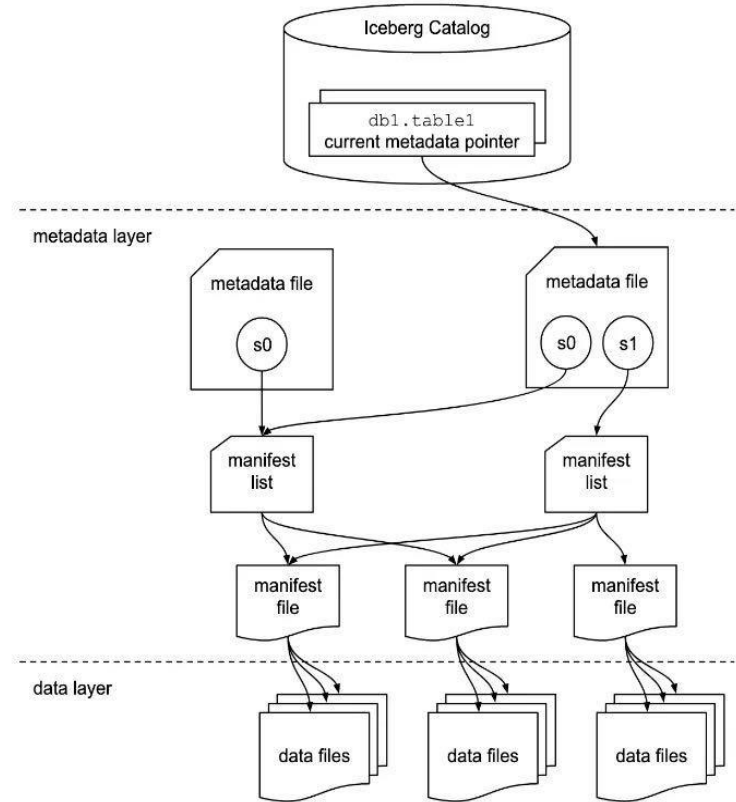 Iceberg Catalog
db1.table1
current metadata pointer
metadata layer
metadata file
s0
metadata file
s0
s1
manifest
list
manifest
list
manifest
file
manifest
file
manifest
file
data layer
data files
data files
data files